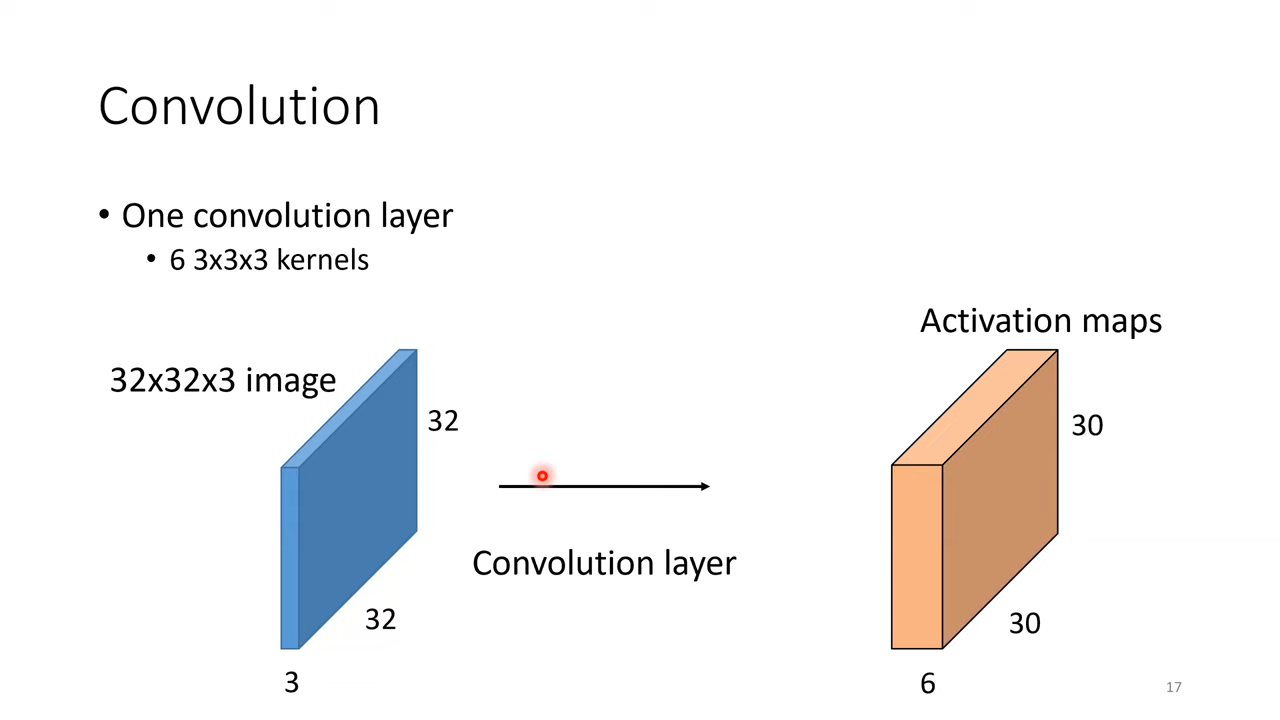 Convolution
• One convolution layer
• 6 3x3x3 kernels
Activation maps
32x32x3 image
32
30
Convolution layer
32
30
3
6
17